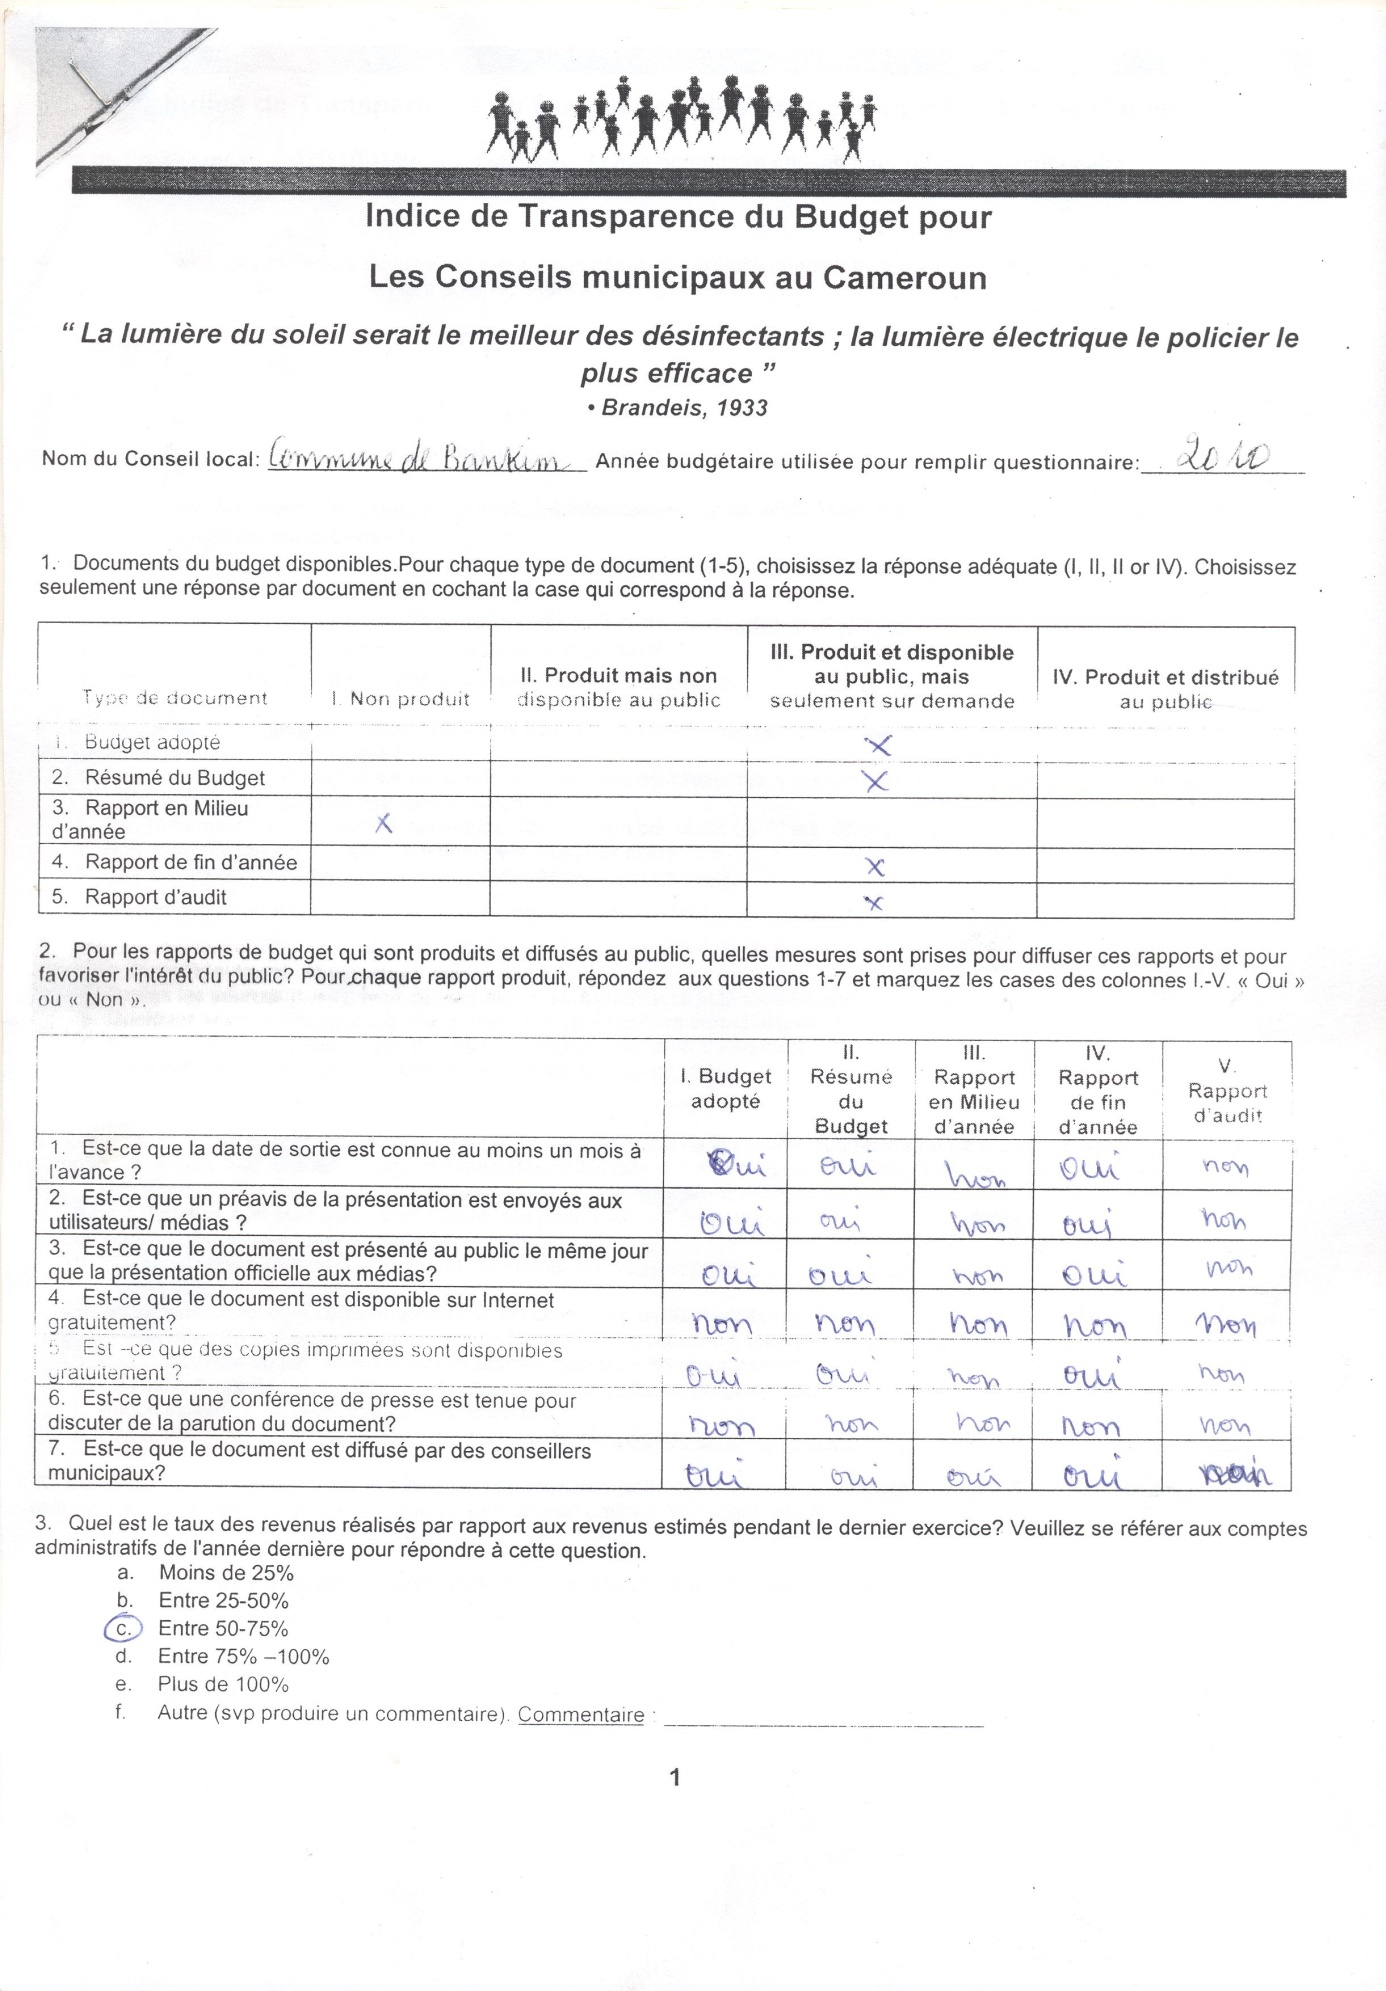 Indice de Transparence du Budget pour
Les Conseils municipaux au Cameroun
“ La lumière du soleil serait le meilleur des désinfectants ; la lumière électrique le policier le
plus efficace ”
• Brandeis, 1933
Nom du Conseil local: Commune de Bankim Année budgétaire utilisée pour remplir questionnaire: 2010
1. Documents du budget disponibles.Pour chaque type de document (1-5), choisissez la réponse adéquate (I, II, II or IV). Choisissez
seulement une réponse par document en cochant la case qui correspond à la réponse.
Type de document I. Non produit II. Produit mais non disponible au public III. Produit et disponible au public, mais seulement sur demande IV. Produit et distribué au public
1. Budget adopté X
2. Résumé du Budget X
3. Rapport en Milieu
d'année X
4. Rapport de fin d'année X
5. Rapport d'audit X
2. Pour les rapports de budget qui sont produits et diffusés au public, quelles mesures sont prises pour diffuser ces rapports et pour
favoriser l'intérêt du public? Pour chaque rapport produit, répondez aux questions 1-7 et marquez les cases des colonnes I.-V. « Oui »
ou « Non ».
I. Budget adopté II. Résumé du Budget III. Rapport en Milieu d'année IV. Rapport de fin d'année V. Rapport d'audit
1. Est-ce que la date de sortie est connue au moins un mois à
l'avance ? Oui oui non oui non
2. Est-ce que un préavis de la présentation est envoyés aux
utilisateurs/ médias ? oui oui non oui non
3. Est-ce que le document est présenté au public le même jour
que la présentation officielle aux médias? oui oui non oui non
4. Est-ce que le document est disponible sur Internet
gratuitement? non non non non non
5. Est -ce que des copies imprimées sont disponibles
gratuitement ? oui oui non oui non
6. Est-ce que une conférence de presse est tenue pour
discuter de la parution du document? non non non non non
7. Est-ce que le document est diffusé par des conseillers
municipaux? oui oui oui oui
3. Quel est le taux des revenus réalisés par rapport aux revenus estimés pendant le dernier exercice? Veuillez se référer aux comptes
administratifs de l'année dernière pour répondre à cette question.
a. Moins de 25%
b. Entre 25-50%
c. Entre 50-75%
d. Entre 75% –100%
e. Plus de 100%
f. Autre (svp produire un commentaire). Commentaire :
1